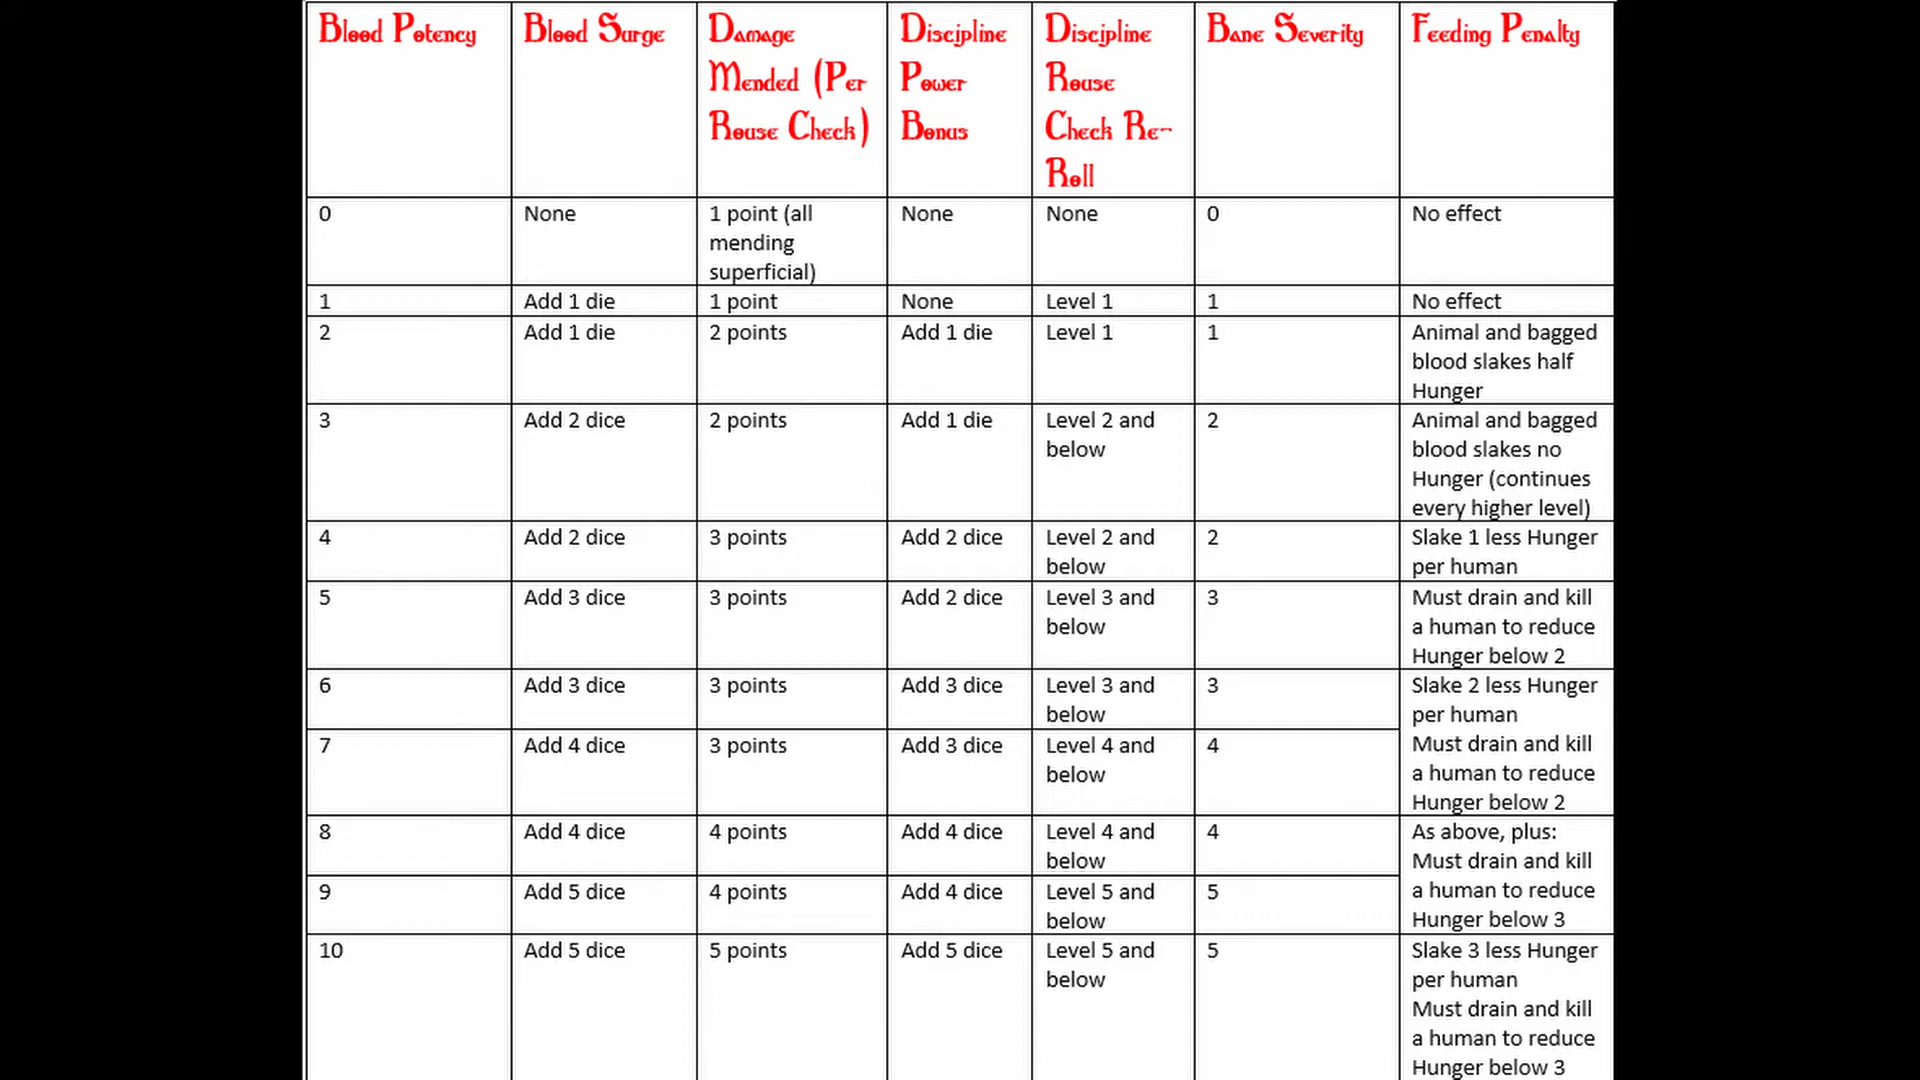 Blood Potency
Blood Surge
Damage
Mended (Per
Rouse Check)
Discipline
Power
Bonus
Discipline
Rouse
Check Re-
Roll
Bane Severity
Feeding Penalty
0
None
1 point (all
mending
superficial)
None
None
0
No effect
1
Add 1 die
1 point
None
Level 1
1
No effect
2
Add 1 die
2 points
Add 1 die
Level 1
1
Animal and bagged
blood slakes half
Hunger
3
Add 2 dice
2 points
Add 1 die
Level 2 and
below
2
Animal and bagged
blood slakes no
Hunger (continues
every higher level)
4
Add 2 dice
3 points
Add 2 dice
Level 2 and
below
2
Slake 1 less Hunger
per human
5
Add 3 dice
3 points
Add 2 dice
Level 3 and
below
3
Must drain and kill
a human to reduce
Hunger below 2
6
Add 3 dice
3 points
Add 3 dice
Level 3 and
below
3
Slake 2 less Hunger
per human
Must drain and kill
a human to reduce
Hunger below 2
7
Add 4 dice
3 points
Add 3 dice
Level 4 and
below
4
8
Add 4 dice
4 points
Add 4 dice
Level 4 and
below
4
As above, plus:
Must drain and kill
a human to reduce
Hunger below 3
9
Add 5 dice
4 points
Add 4 dice
Level 5 and
below
5
10
Add 5 dice
5 points
Add 5 dice
Level 5 and
below
5
Slake 3 less Hunger
per human
Must drain and kill
a human to reduce
Hunger below 3